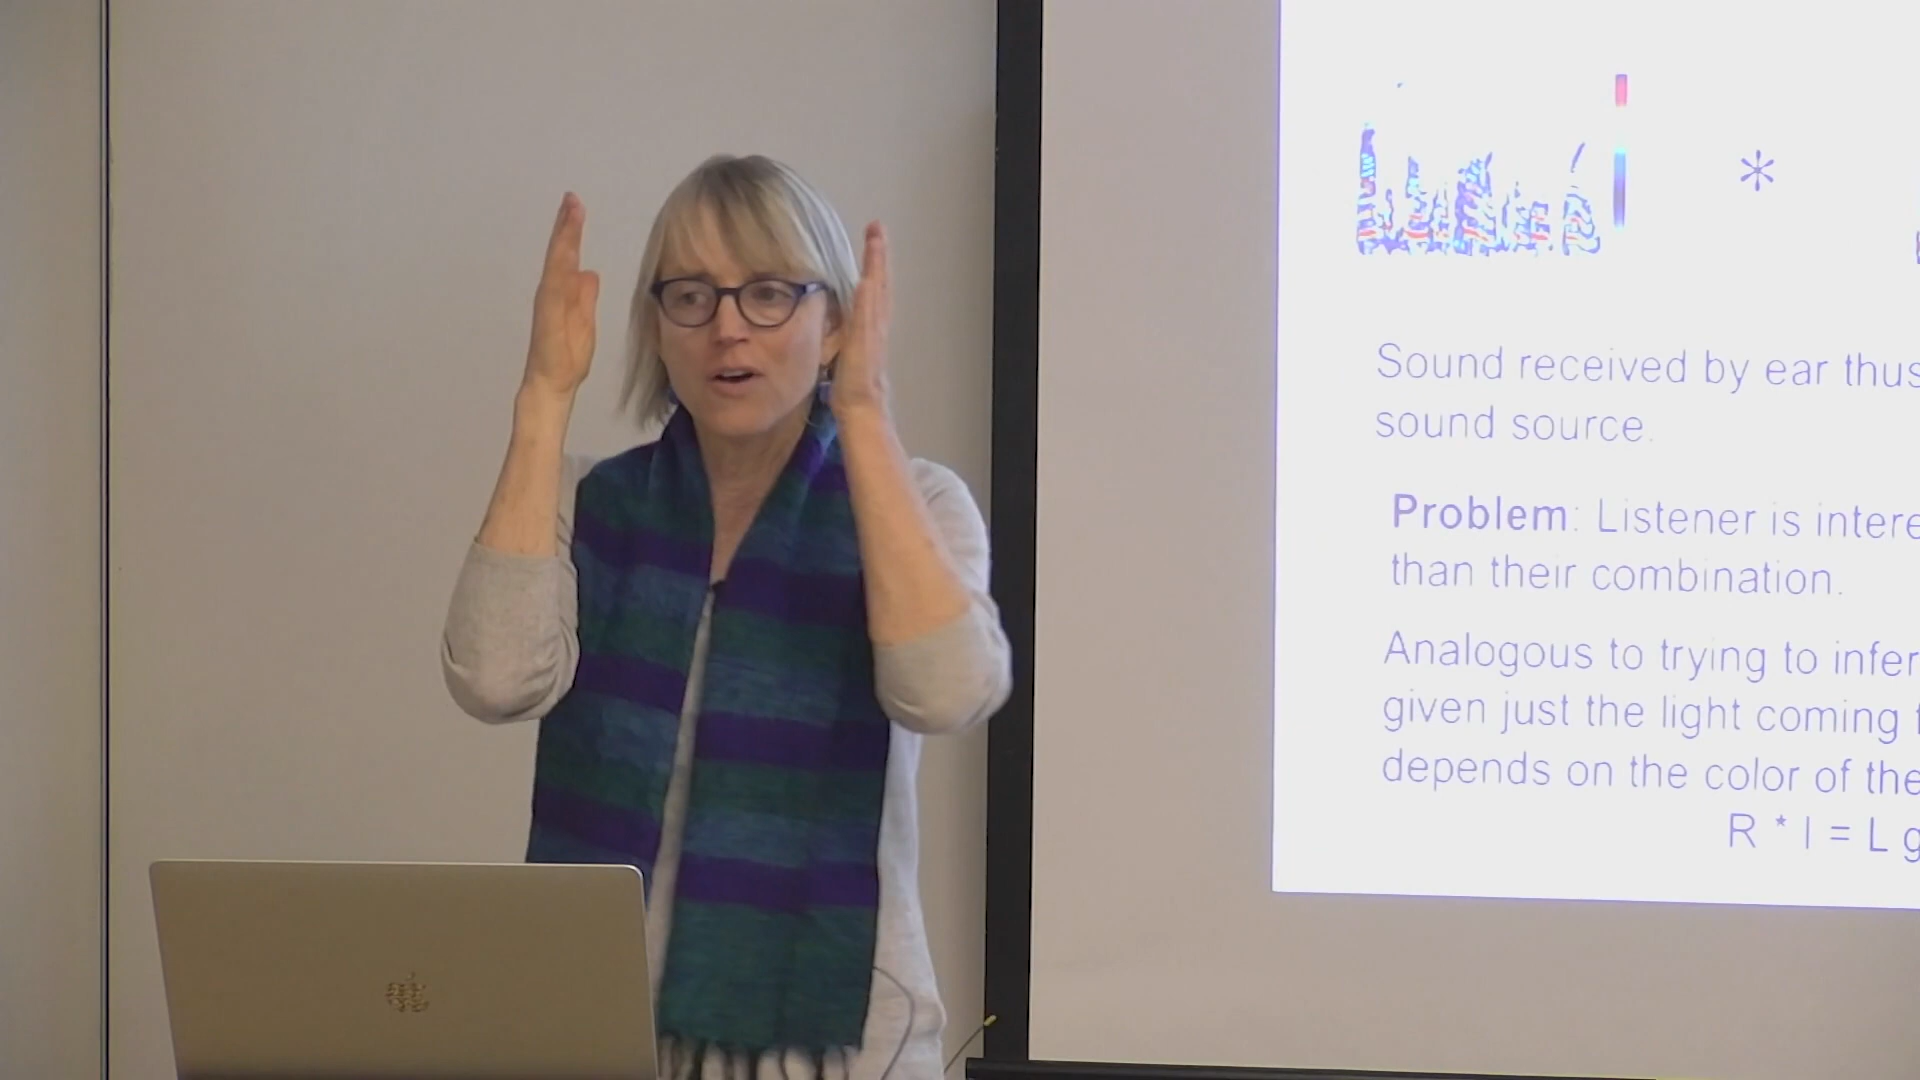 *
Sound received by ear thus
sound source.
Problem: Listener is intere
than their combination.
Analogous to trying to infer
given just the light coming
depends on the color of the
R * I = L g